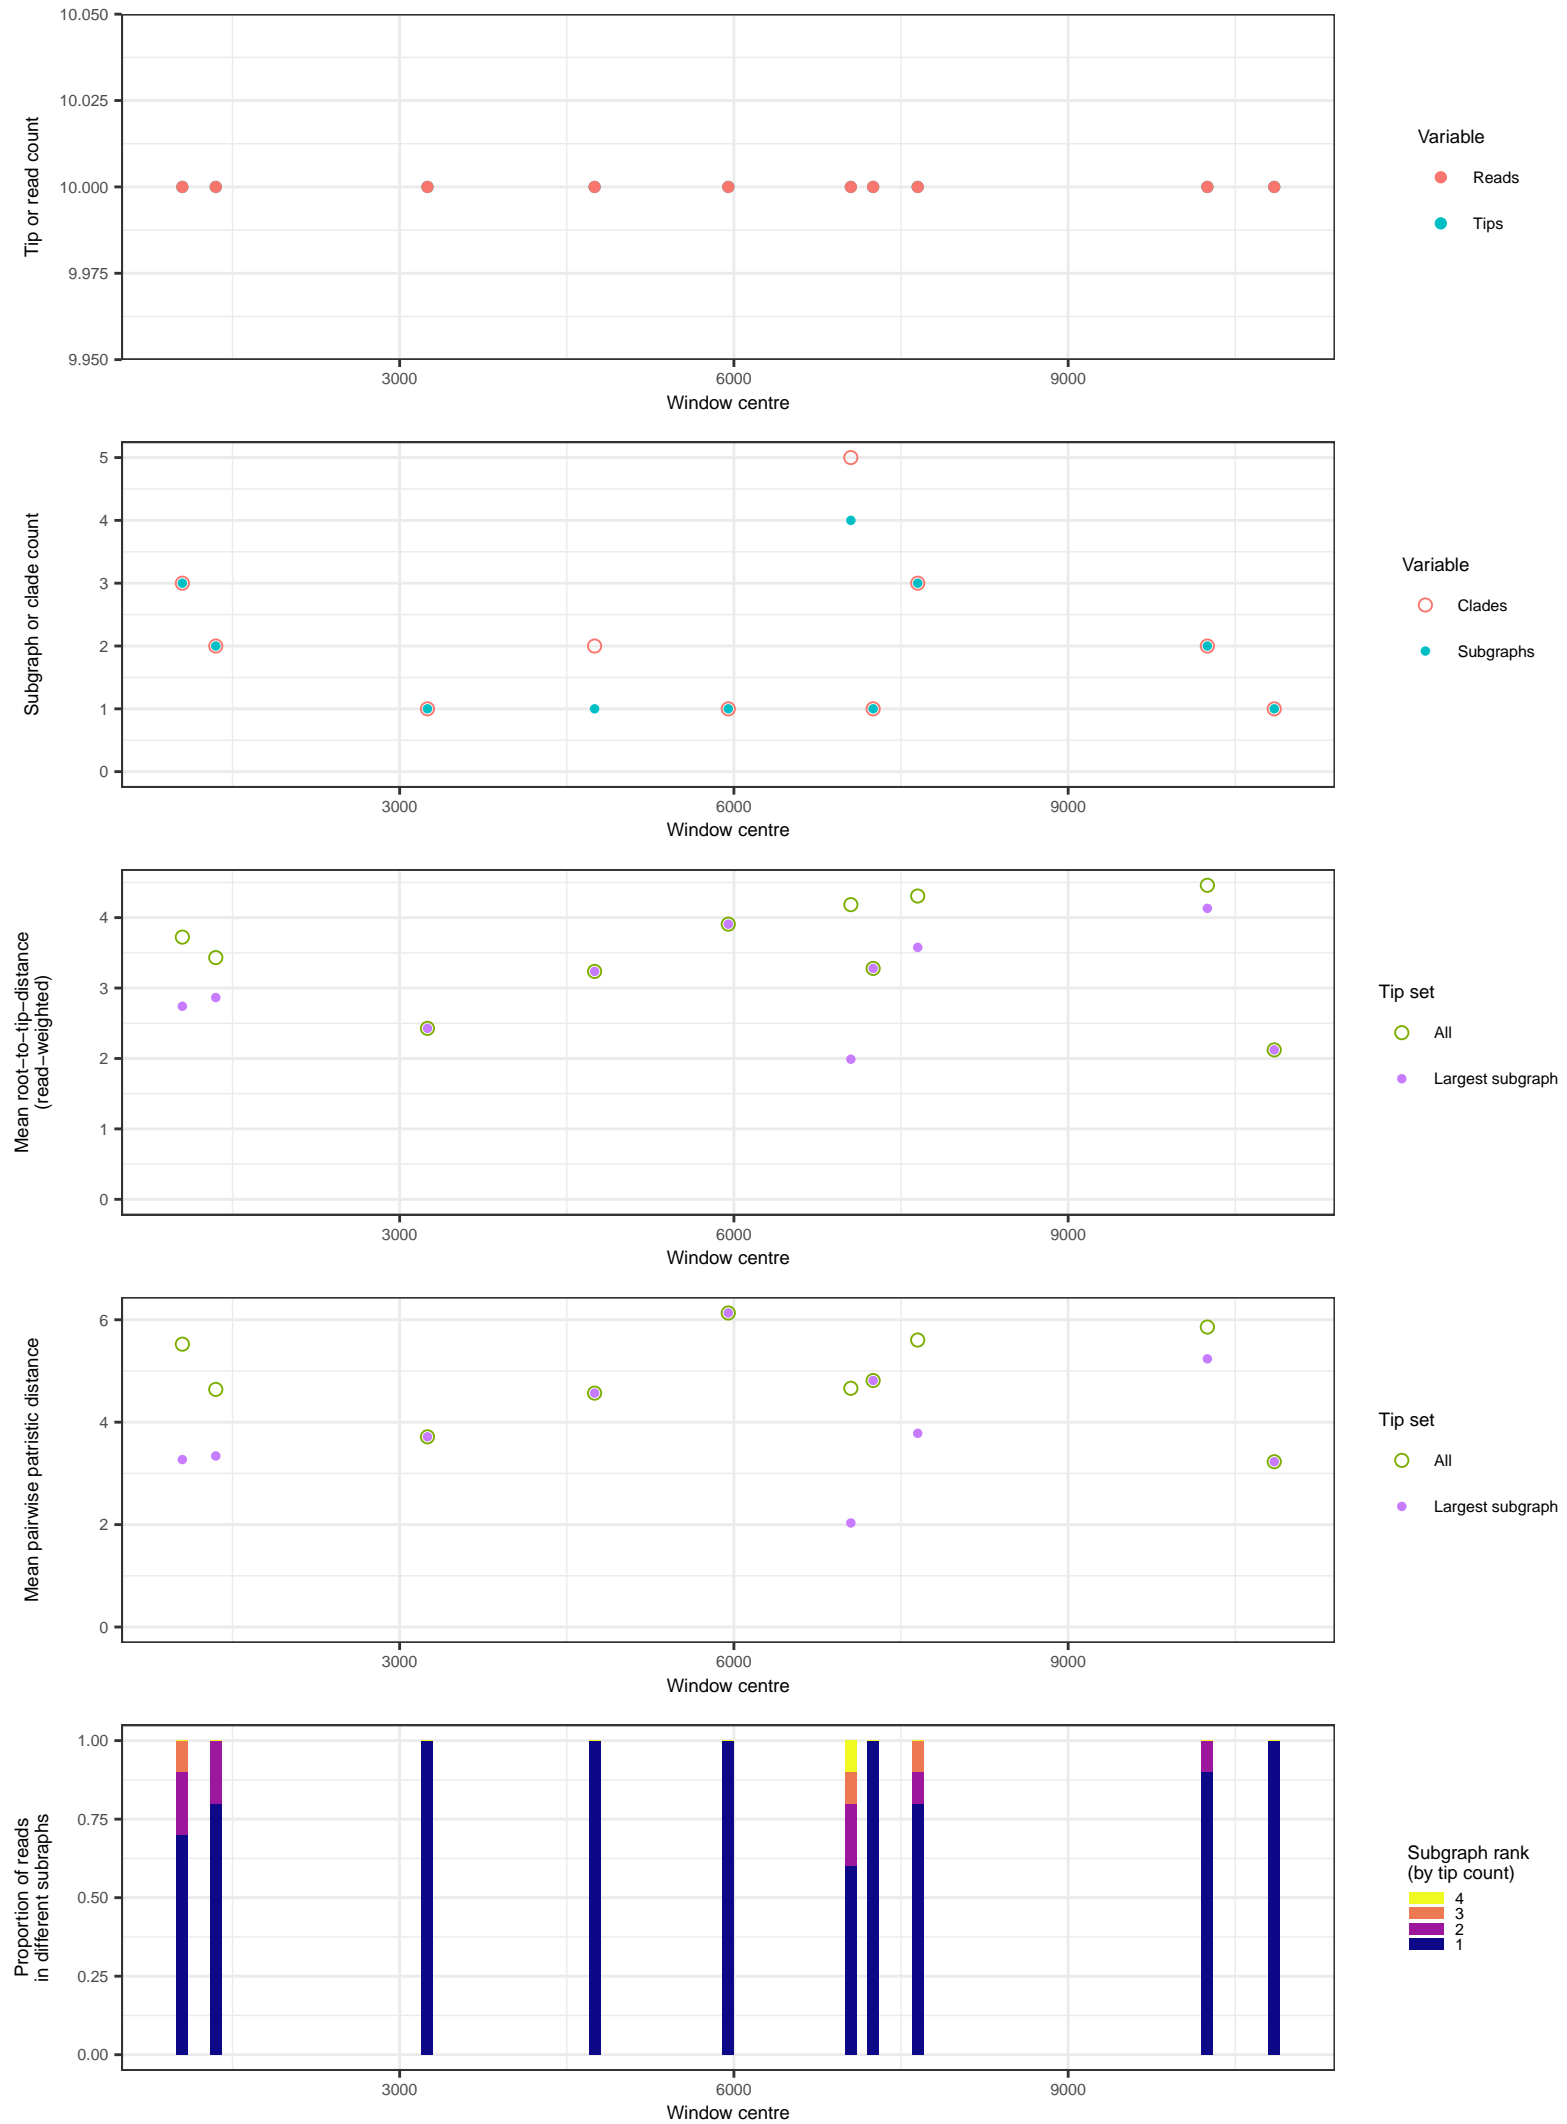 10.050
10.025
10.000
9.975
9.950
Tip or read count
3000
6000
9000
Window centre
Variable
Reads
Tips
5
4
3
2
1
0
Subgraph or clade count
3000
6000
9000
Window centre
Variable
Clades
Subgraphs
4
3
2
1
0
Mean root−to−tip−distance
(read−weighted)
3000
6000
9000
Window centre
Tip set
All
Largest subgraph
6
4
2
0
Mean pairwise patristic distance
3000
6000
9000
Window centre
Tip set
All
Largest subgraph
1.00
0.75
0.50
0.25
0.00
Proportion of reads
in different subraphs
3000
6000
9000
Window centre
Subgraph rank
(by tip count)
4
3
2
1